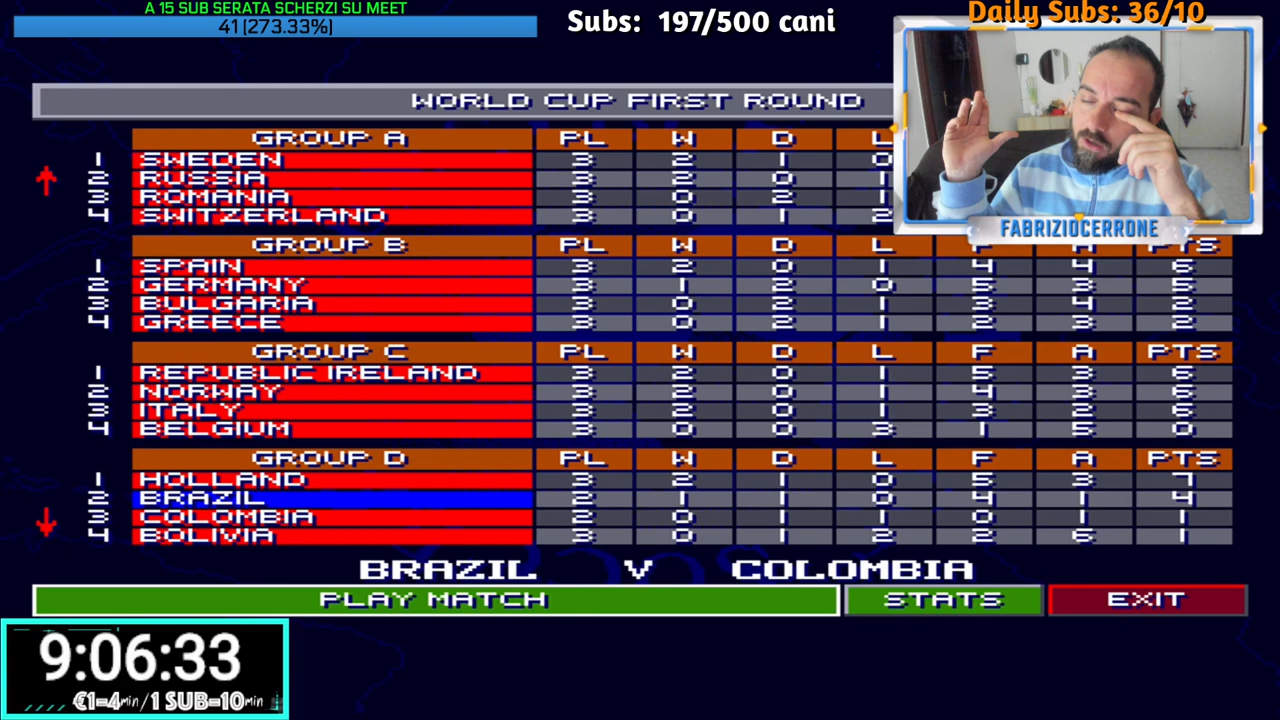 A 15 SUB SERATA SCHERZI SU MEET
41 (273.33%)
Subs: 197/500 cani
Daily Subs: 36/10
WORLD CUP FIRST ROUND
GROUP A PL W D L
1 SWEDEN 3 2 1 0
2 RUSSIA 3 2 0 1
3 ROMANIA 3 0 2 1
4 SWITZERLAND 3 0 1 2
FABRIZIOCERRONE
GROUP B PL W D L F A PTS
1 SPAIN 3 2 0 1 4 4 6
2 GERMANY 3 1 2 0 5 3 5
3 BULGARIA 3 0 2 1 3 4 2
4 GREECE 3 0 2 1 2 3 2
GROUP C PL W D L F A PTS
1 REPUBLIC IRELAND 3 2 0 1 5 3 6
2 NORWAY 3 2 0 1 4 3 6
3 ITALY 3 2 0 1 3 2 6
4 BELGIUM 3 0 0 3 1 5 0
GROUP D PL W D L F A PTS
1 HOLLAND 3 2 1 0 5 3 7
2 BRAZIL 2 1 1 0 4 1 4
3 COLOMBIA 2 0 1 1 0 1 1
4 BOLIVIA 3 0 1 2 2 6 1
BRAZIL V COLOMBIA
PLAY MATCH STATS EXIT
9:06:33
€1=4min/1 SUB=10min